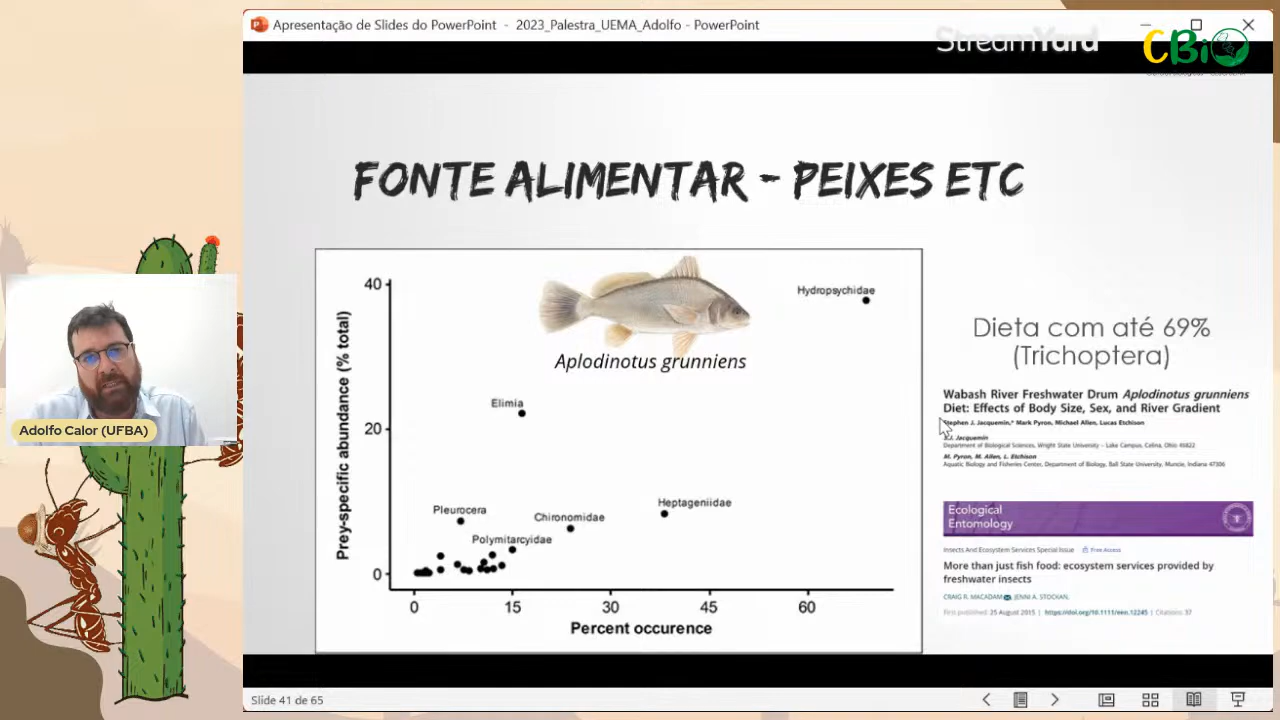 Apresentação de Slides do PowerPoint - 2023_Palestra_UEMA_Adolfo - PowerPoint
StreamYard
CBiO
FONTE ALIMENTAR - PEIXES ETC
Adolfo Calor (UFBA)
Prey-specific abundance (% total)
40
20
0
Hydropsychidae
Aplodinotus grunniens
Elimia
Pleurocera
Chironomidae
Heptageniidae
Polymitarcyidae
0 15 30 45 60
Percent occurence
Dieta com até 69%
(Trichoptera)
Wabash River Freshwater Drum Aplodinotus grunniens
Diet: Effects of Body Size, Sex, and River Gradient
Stephen J. Jacquemin,* Mark Pyron, Michael Allen, Lucas Etchison
S.J. Jacquemin
Department of Biological Sciences, Wright State University – Lake Campus, Celina, Ohio 45822
M. Pyron, M. Allen, L. Etchison
Aquatic Biology and Fisheries Center, Department of Biology, Ball State University, Muncie, Indiana 47306
Ecological
Entomology
Insects And Ecosystem Services Special Issue Free Access
More than just fish food: ecosystem services provided by
freshwater insects
CRAIG R. MACADAM, JENNI A. STOCKAN,
First published: 25 August 2015 | https://doi.org/10.1111/een.12245 | Citations: 37
Slide 41 de 65